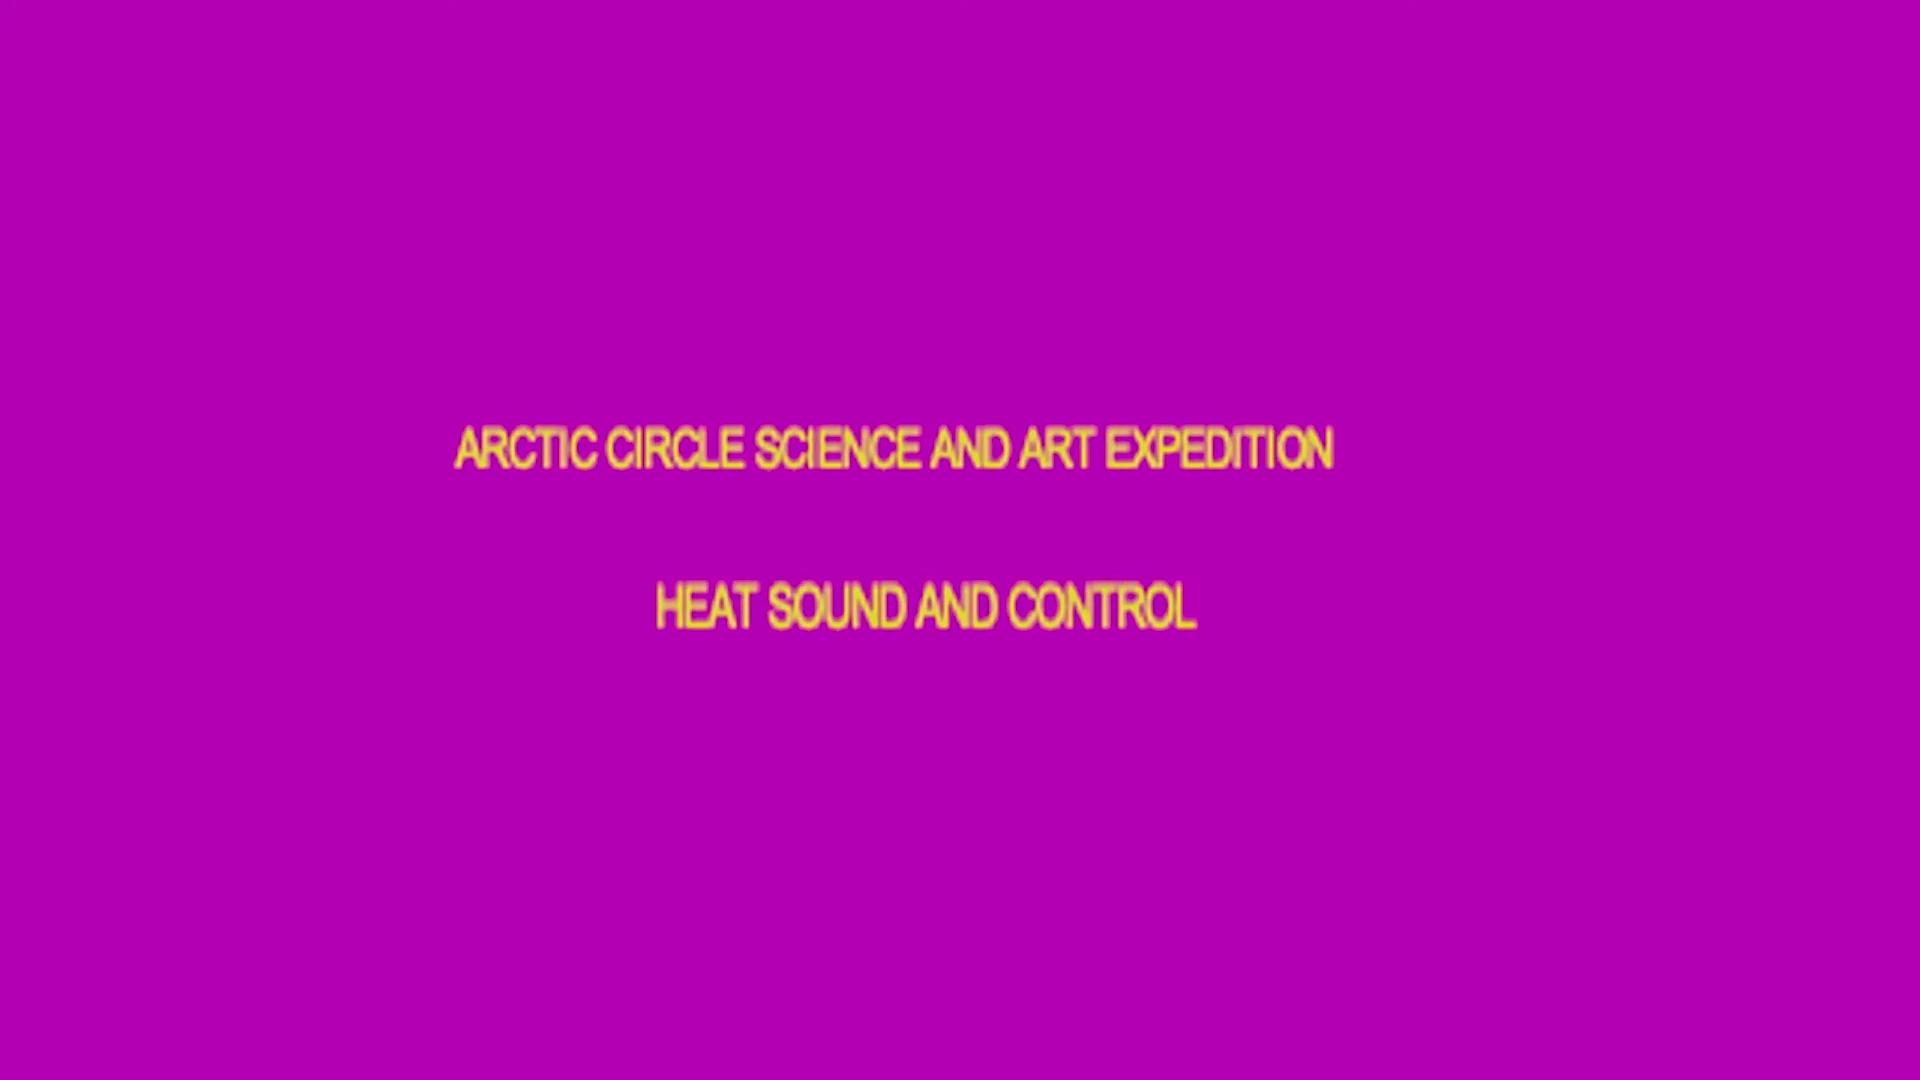 ARCTIC CIRCLE SCIENCE AND ART EXPEDITION
HEAT SOUND AND CONTROL